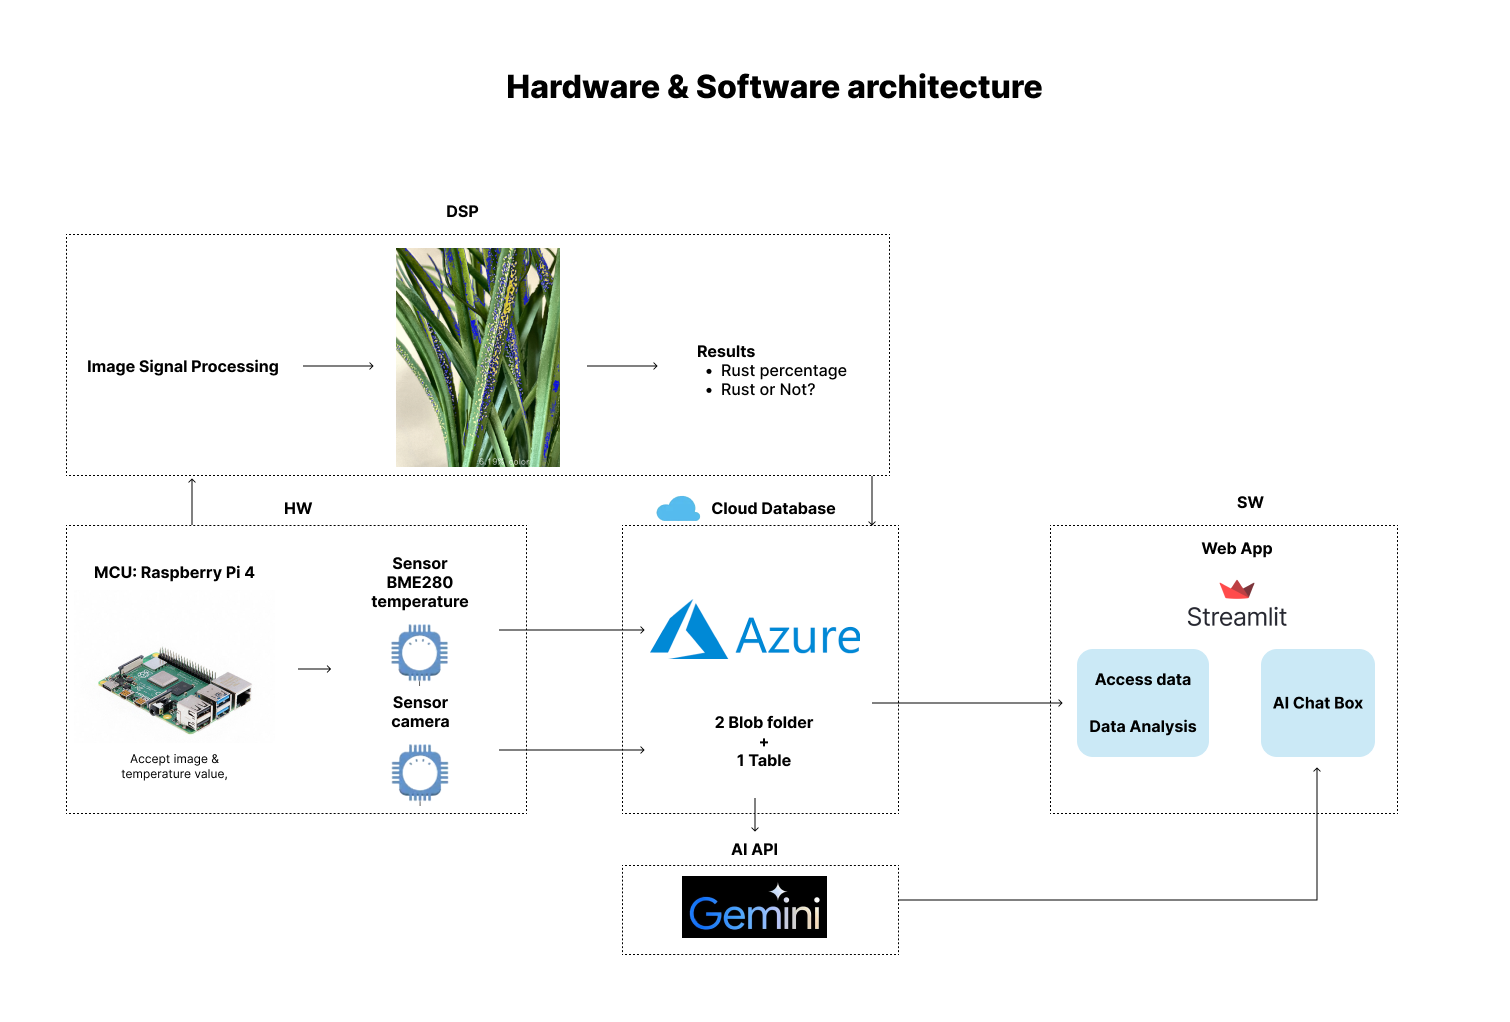 Hardware & Software architecture
DSP
Image Signal Processing
Results
• Rust percentage
• Rust or Not?
HW
MCU: Raspberry Pi 4
Accept image &
temperature value,
Sensor
BME280
temperature
Sensor
camera
Cloud Database
Azure
2 Blob folder
+
1 Table
AI API
Gemini
SW
Web App
Streamlit
Access data
Data Analysis
AI Chat Box